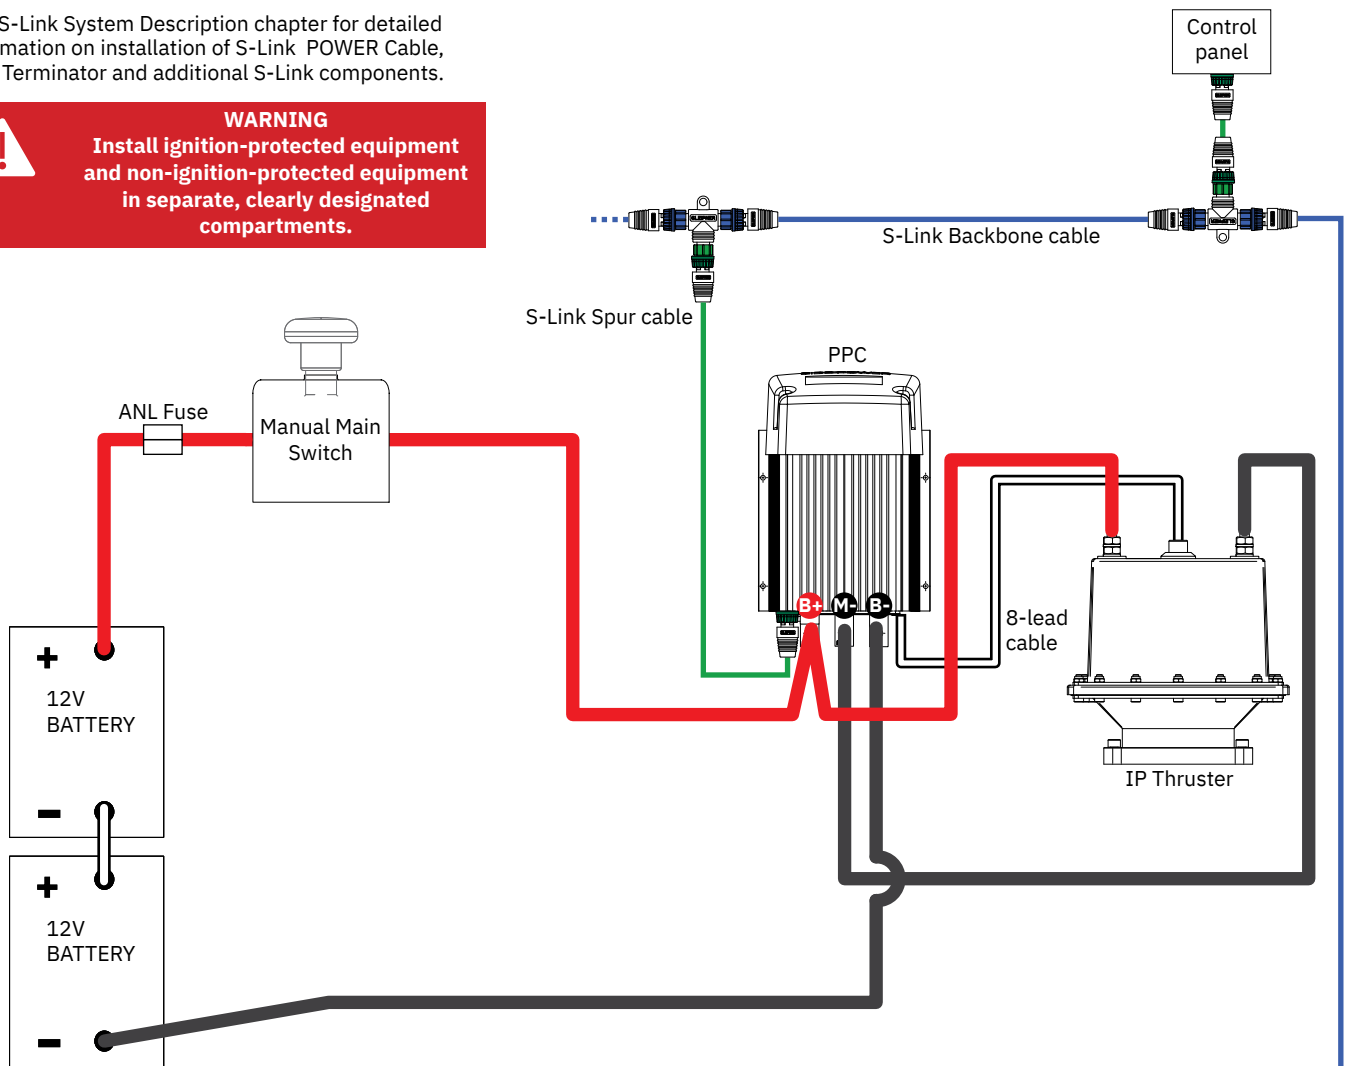 S-Link System Description chapter for detailed
mation on installation of S-Link POWER Cable,
Terminator and additional S-Link components.
WARNING
Install ignition-protected equipment
and non-ignition-protected equipment
in separate, clearly designated
compartments.
Control
panel
S-Link Backbone cable
S-Link Spur cable
PPC
ANL Fuse
Manual Main
Switch
B+ M- B-
8-lead
cable
IP Thruster
+
12V
BATTERY
-
+
12V
BATTERY
-